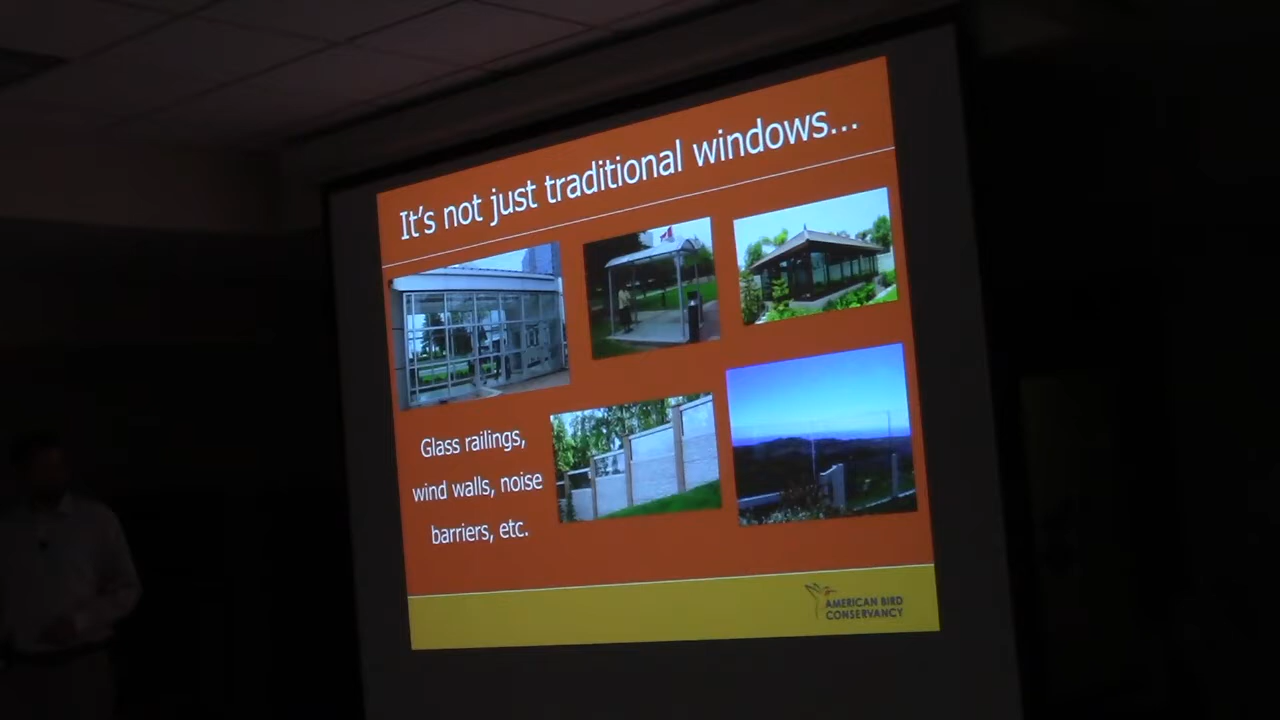 It's not just traditional windows...
Glass railings,
wind walls, noise
barriers, etc.
AMERICAN BIRD
CONSERVANCY